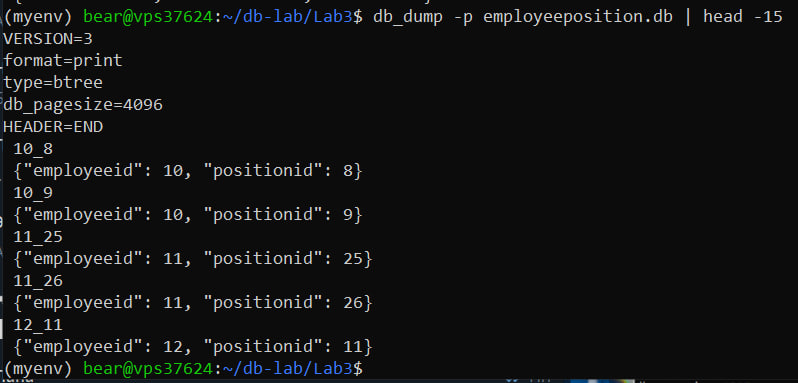 (myenv) bear@vps37624:~/db-lab/Lab3$ db_dump -p employeeposition.db | head -15
VERSION=3
format=print
type=btree
db_pagesize=4096
HEADER=END
10_8
{"employeeid": 10, "positionid": 8}
10_9
{"employeeid": 10, "positionid": 9}
11_25
{"employeeid": 11, "positionid": 25}
11_26
{"employeeid": 11, "positionid": 26}
12_11
{"employeeid": 12, "positionid": 11}
(myenv) bear@vps37624:~/db-lab/Lab3$